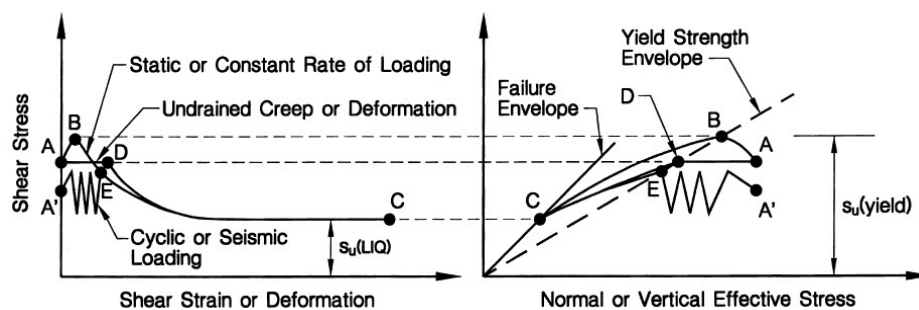 Shear Stress
A
B
Static or Constant Rate of Loading
Undrained Creep or Deformation
D
E
A'
Cyclic or Seismic
Loading
C
su(LIQ)
Shear Strain or Deformation
Yield Strength
Envelope
Failure
Envelope
D
B
A
E
A'
C
su(yield)
Normal or Vertical Effective Stress